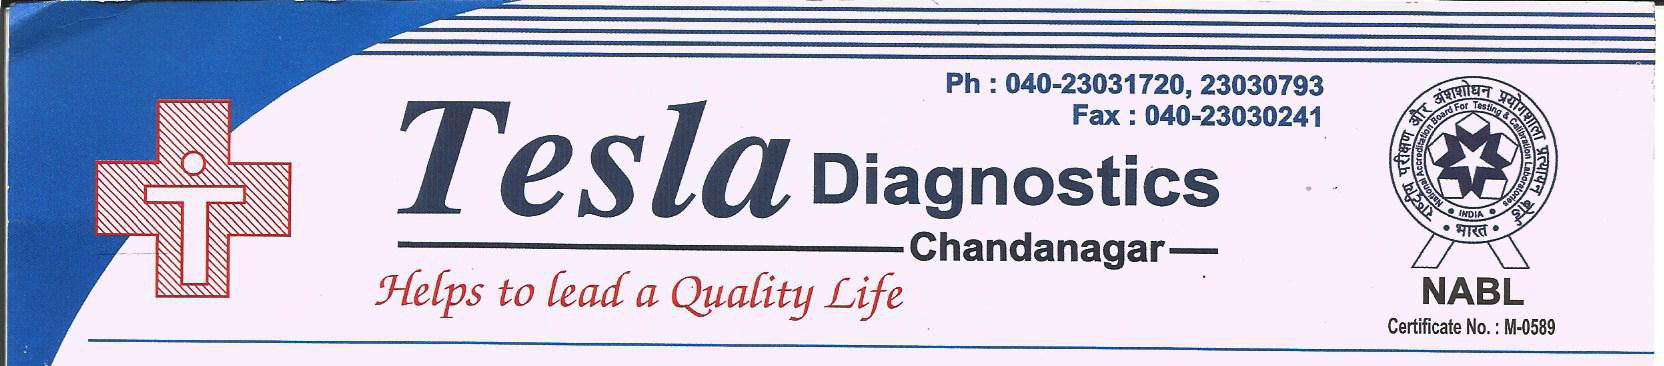 Ph : 040-23031720, 23030793
Fax : 040-23030241
Tesla Diagnostics
Chandanagar
Helps to lead a Quality Life
राष्ट्रीय परीक्षण और अंशशोधन प्रयोगशाला प्रत्यायन बोर्ड
National Accreditation Board For Testing & Calibration Laboratories
INDIA
भारत
NABL
Certificate No. : M-0589